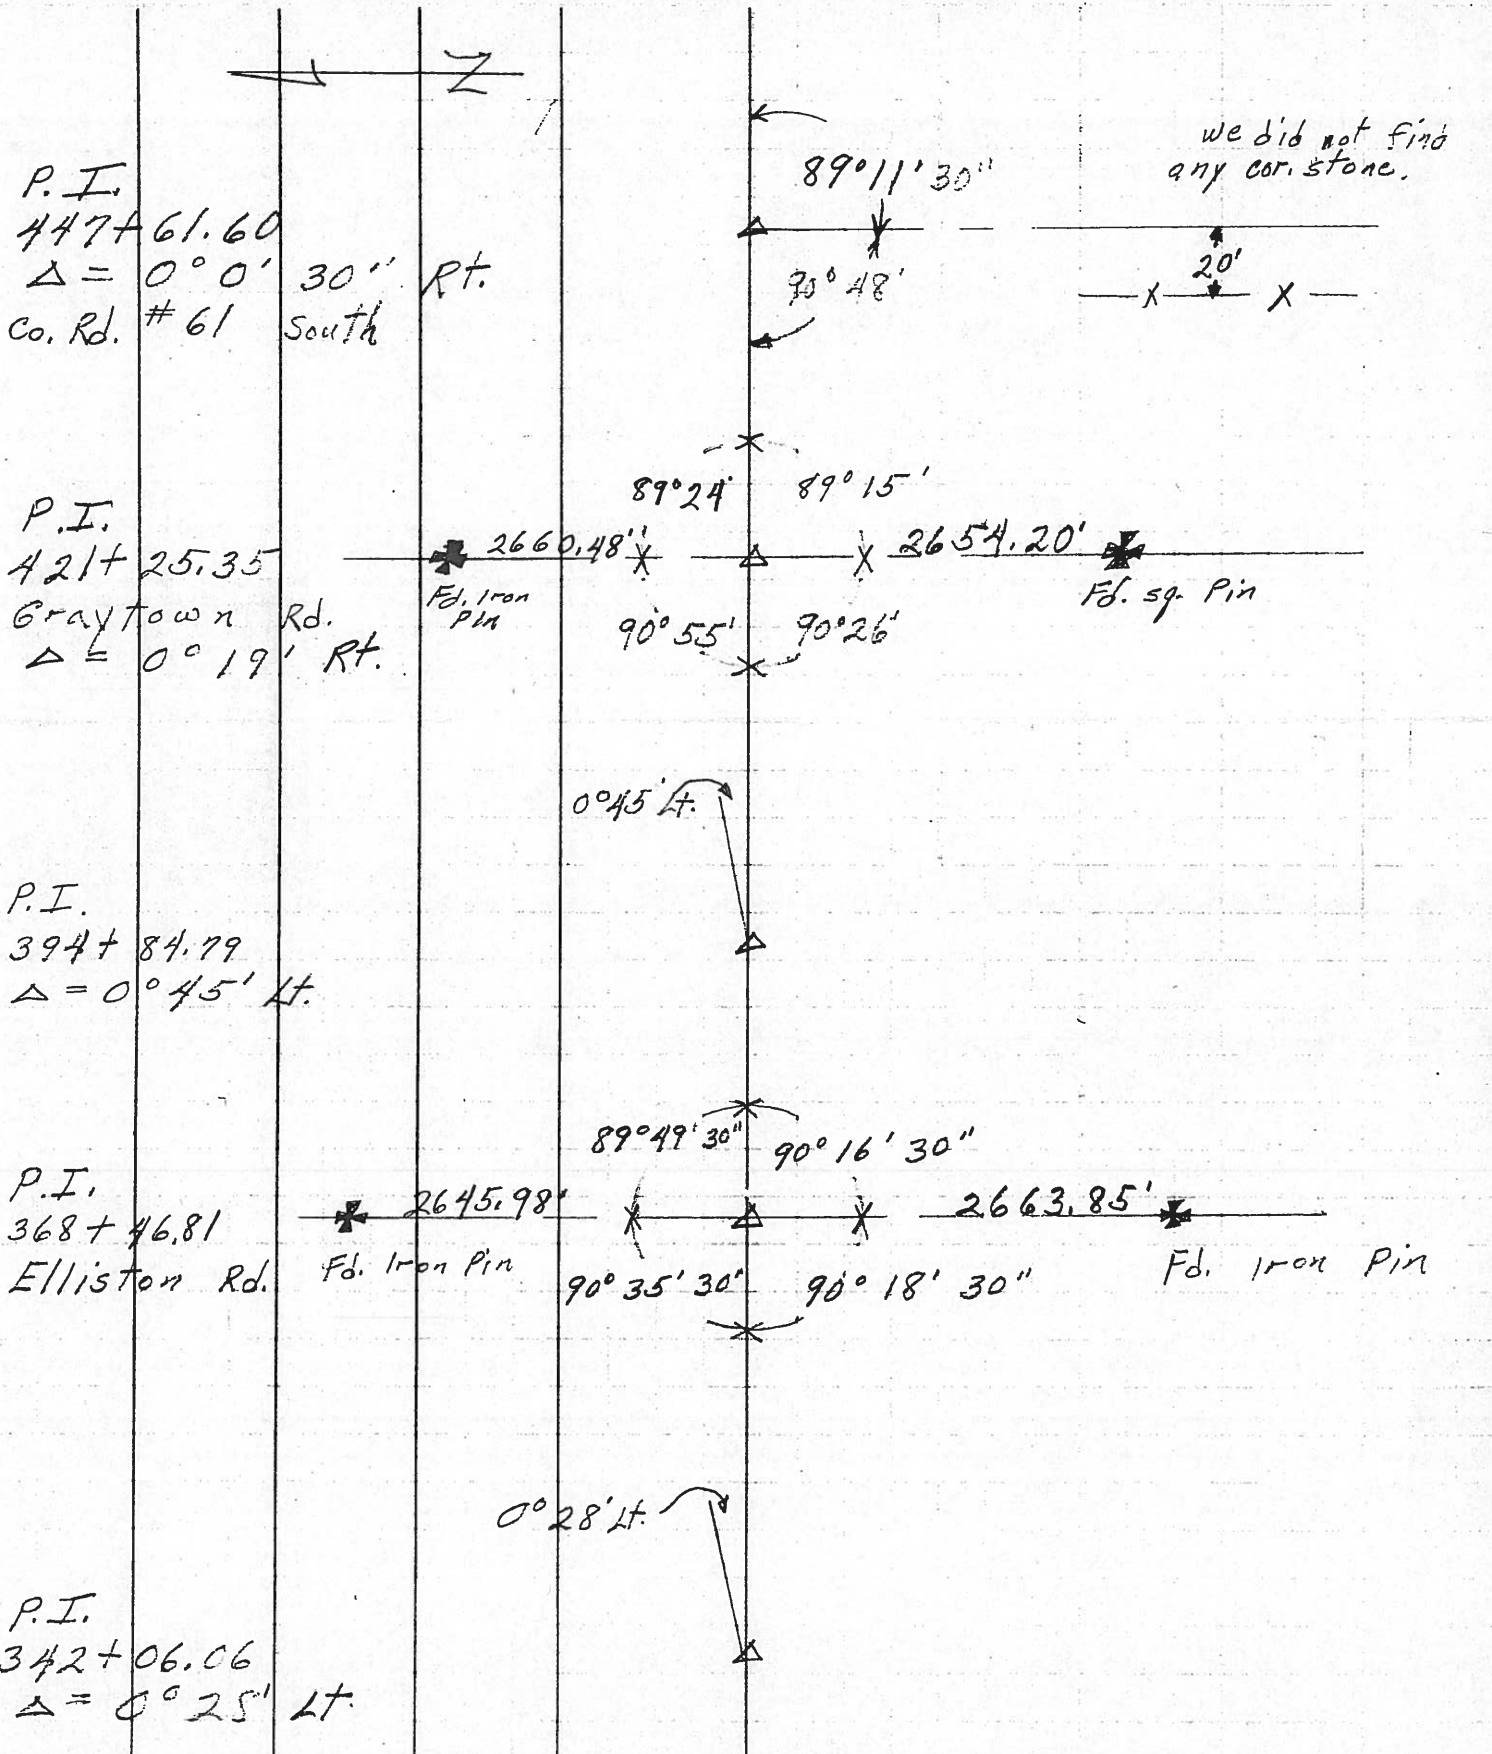 Z
we did not find
any cor. stone.
P.I.
447+61.60
Δ = 0° 0' 30" Rt.
Co. Rd. #61 South
89°11'30"
90°48'
20'
P.I.
421+25.35
Graytown Rd.
Δ = 0° 19' Rt.
89°24'
89°15'
2660.48'
2654.20'
Fd. Iron
Pin
Fd. sq. Pin
90°55'
90°26'
0°45' Lt.
P.I.
394+84.79
Δ = 0°45' Lt.
89°49'30"
90°16'30"
P.I.
368+46.81
Elliston Rd.
2645.98'
2663.85'
Fd. Iron Pin
Fd. Iron Pin
90°35'30"
90°18'30"
0°28' Lt.
P.I.
342+06.06
Δ = 0°28' Lt.